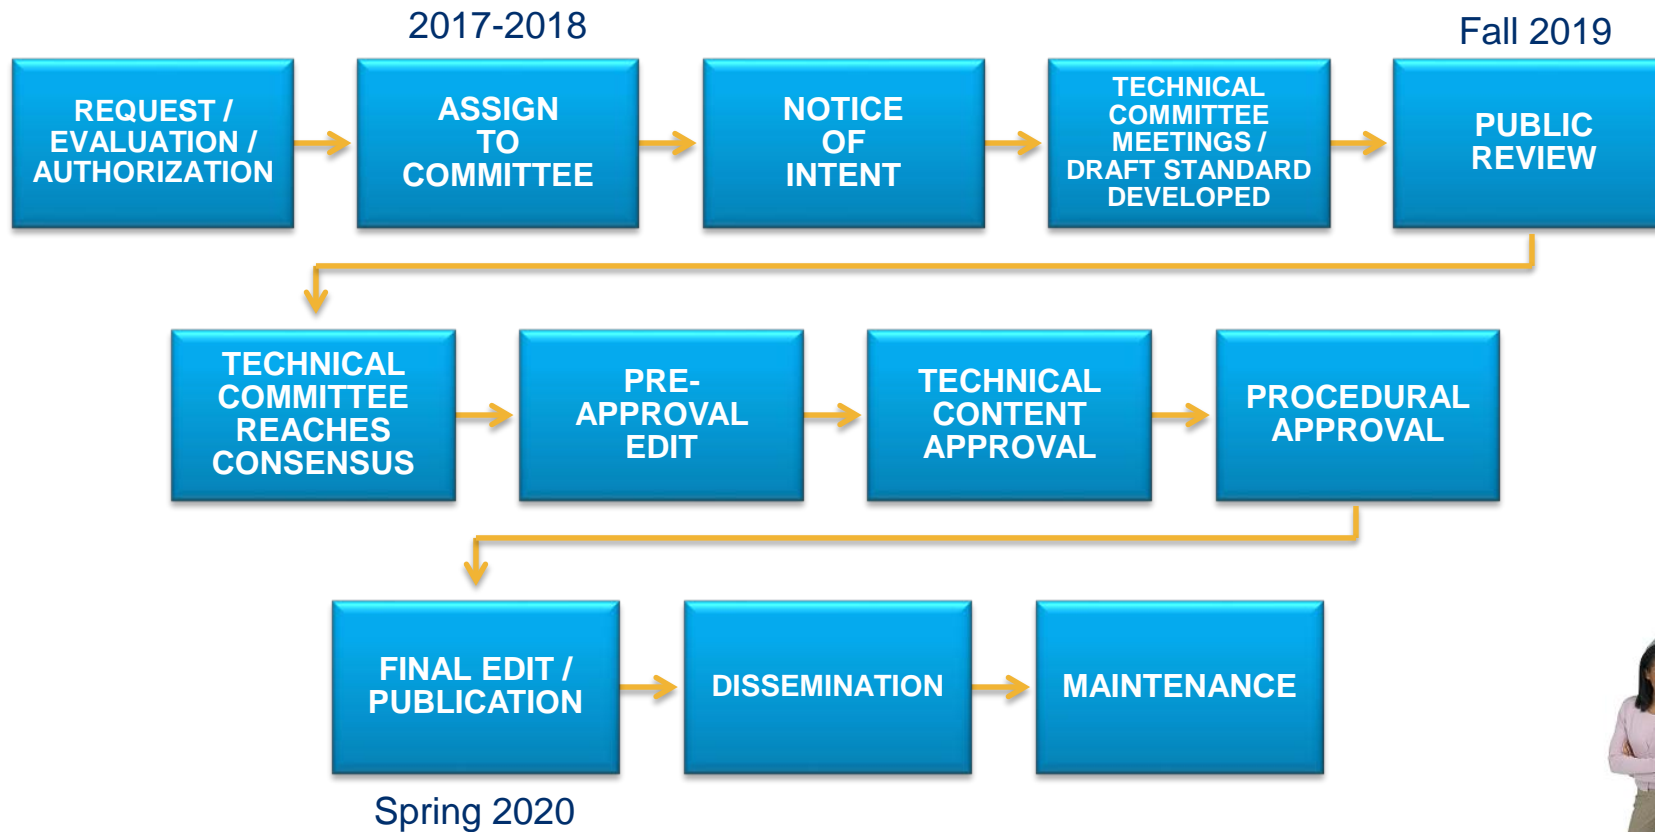 2017-2018
Fall 2019
REQUEST /
EVALUATION /
AUTHORIZATION
ASSIGN
TO
COMMITTEE
NOTICE
OF
INTENT
TECHNICAL
COMMITTEE
MEETINGS /
DRAFT STANDARD
DEVELOPED
PUBLIC
REVIEW
TECHNICAL
COMMITTEE
REACHES
CONSENSUS
PRE-
APPROVAL
EDIT
TECHNICAL
CONTENT
APPROVAL
PROCEDURAL
APPROVAL
FINAL EDIT /
PUBLICATION
DISSEMINATION
MAINTENANCE
Spring 2020